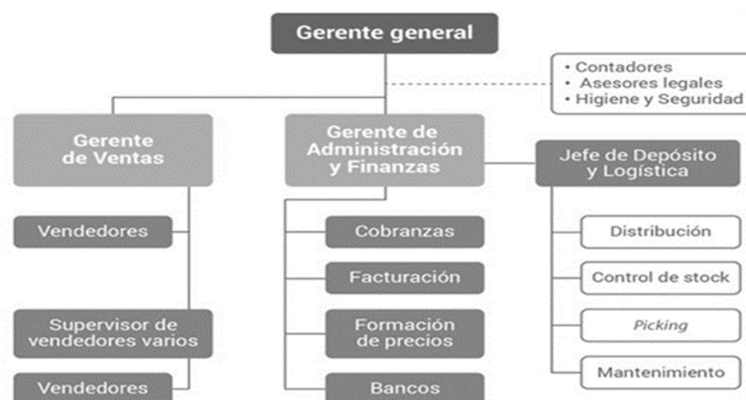 Gerente general
• Contadores
• Asesores legales
• Higiene y Seguridad
Gerente
de Ventas
Gerente de
Administración
y Finanzas
Jefe de Depósito
y Logística
Vendedores
Supervisor de
vendedores varios
Vendedores
Cobranzas
Facturación
Formación
de precios
Bancos
Distribución
Control de stock
Picking
Mantenimiento